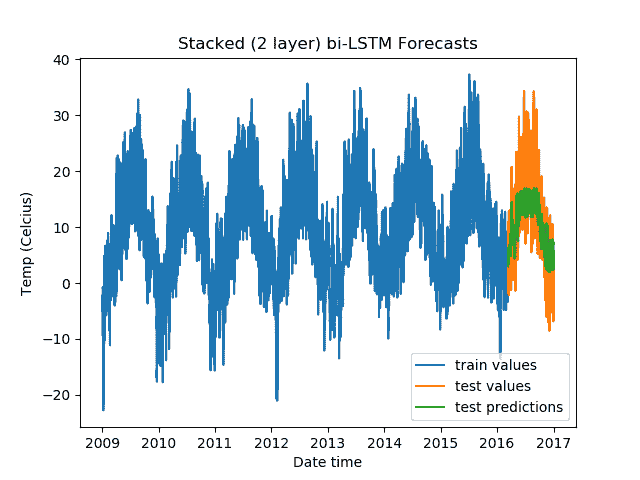 Stacked (2 layer) bi-LSTM Forecasts
40
30
20
10
0
−10
−20
Temp (Celcius)
train values
test values
test predictions
2009 2010 2011 2012 2013 2014 2015 2016 2017
Date time